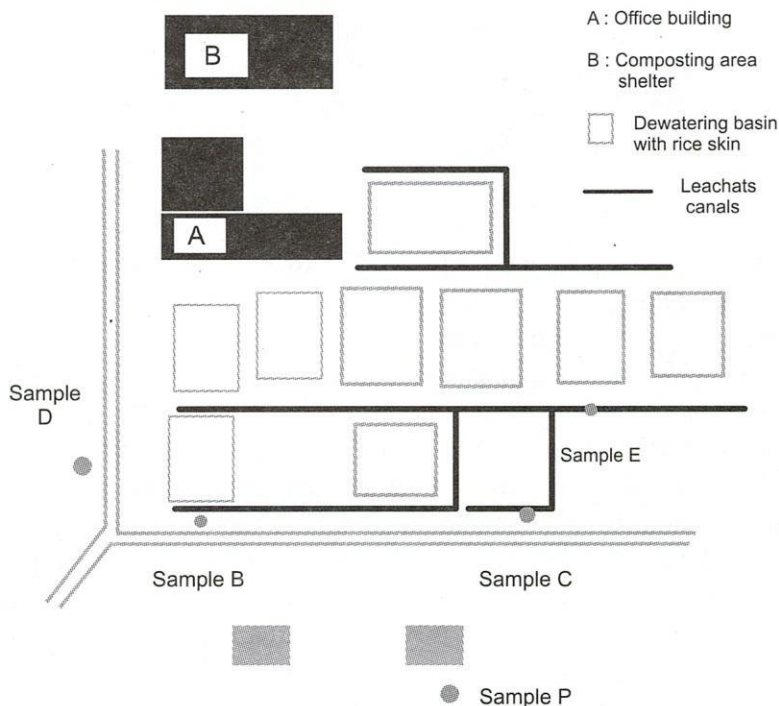 A : Office building
B
B : Composting area
shelter
Dewatering basin
with rice skin
Leachats
canals
A
Sample
D
Sample E
Sample B
Sample C
Sample P